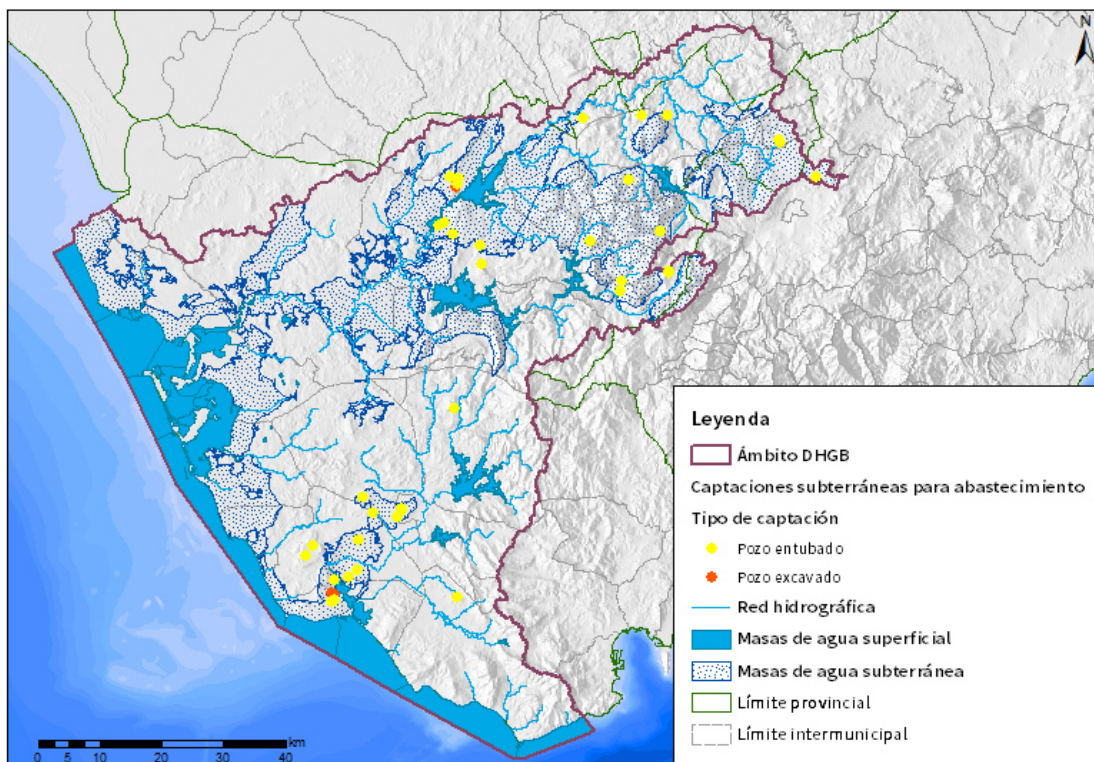 N
Leyenda
Ámbito DHGB
Captaciones subterráneas para abastecimiento
Tipo de captación
Pozo entubado
Pozo excavado
Red hidrográfica
Masas de agua superficial
Masas de agua subterránea
Límite provincial
Límite intermunicipal
km
0 5 10 20 30 40